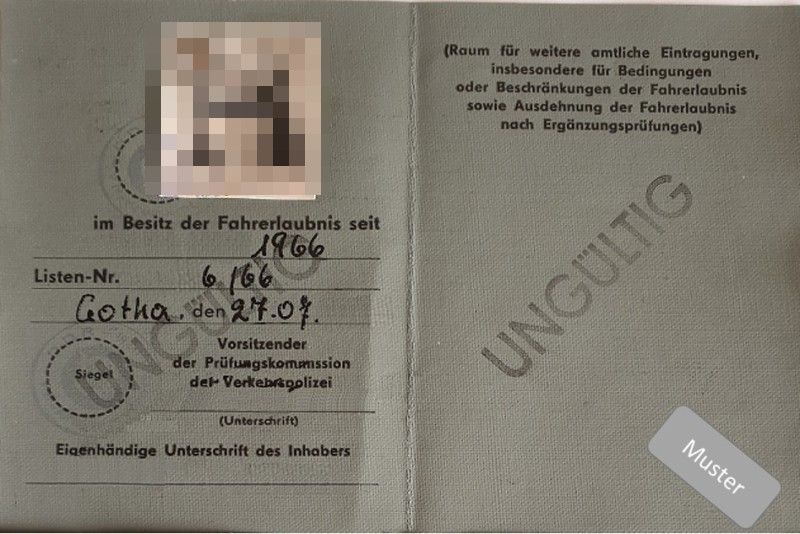 im Besitz der Fahrerlaubnis seit
1966
Listen-Nr. 6/66
Gotha, den 27.07.
Vorsitzender
der Prüfungskommssion
der Verkehrspolizei
Siegel
(Unterschrift)
Eigenhändige Unterschrift des Inhabers
UNGÜLTIG
(Raum für weitere amtliche Eintragungen,
insbesondere für Bedingungen
oder Beschränkungen der Fahrerlaubnis
sowie Ausdehnung der Fahrerlaubnis
nach Ergänzungsprüfungen)
UNGÜLTIG
Muster